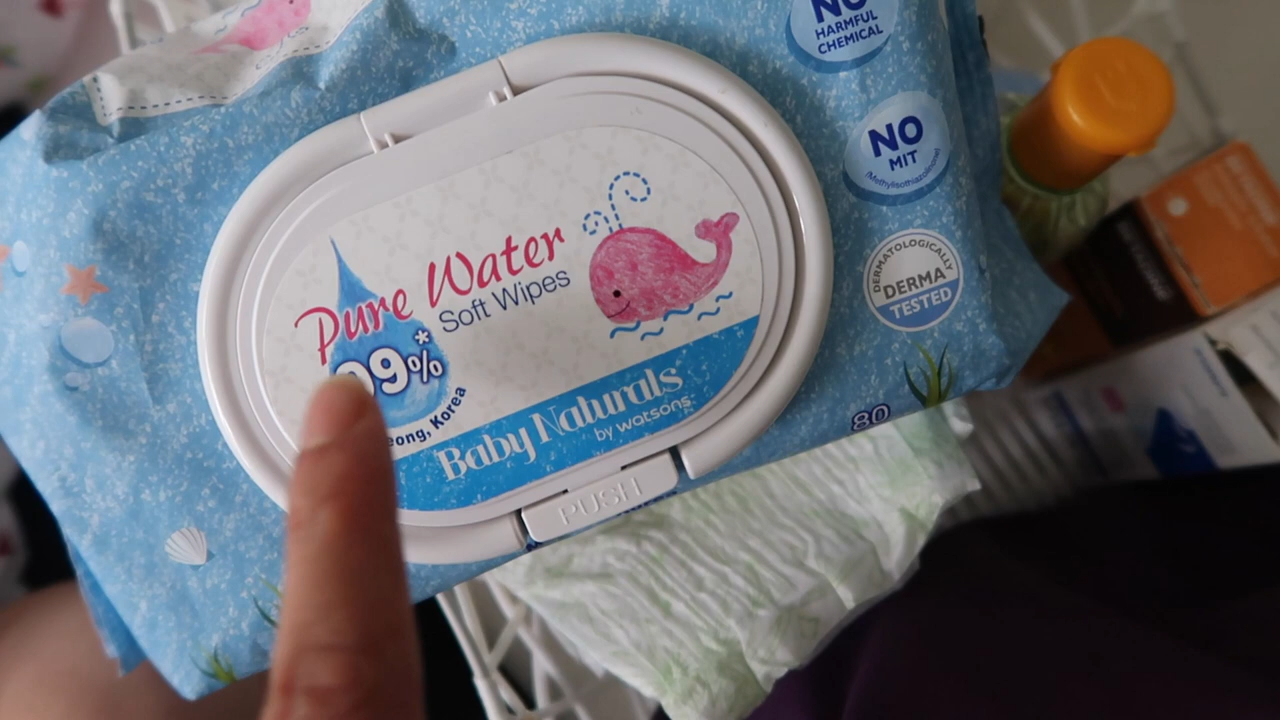 NO
HARMFUL
CHEMICAL
NO
MIT
(Methylisothiazolinone)
DERMATOLOGICALLY
DERMA
TESTED
Pure Water
Soft Wipes
99%*
eong, Korea
Baby Naturals
by watsons
PUSH
80